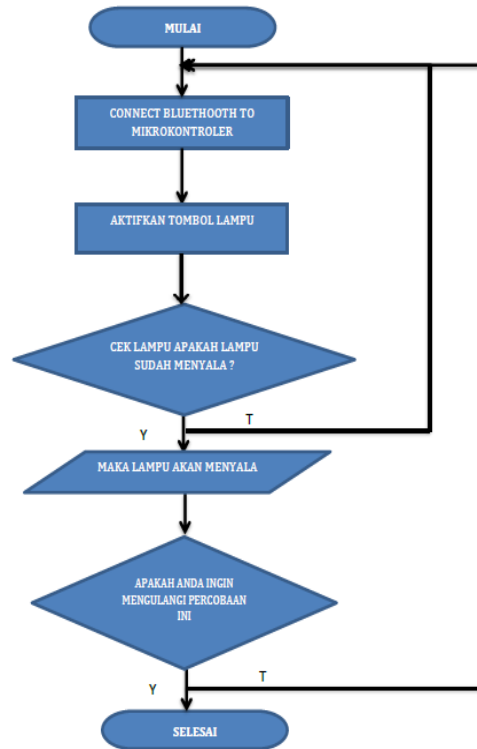 MULAI
CONNECT BLUETHOOTH TO
MIKROKONTROLER
AKTIFKAN TOMBOL LAMPU
CEK LAMPU APAKAH LAMPU
SUDAH MENYALA ?
Y
T
MAKA LAMPU AKAN MENYALA
APAKAH ANDA INGIN
MENGULANGI PERCOBAAN
INI
Y
T
SELESAI